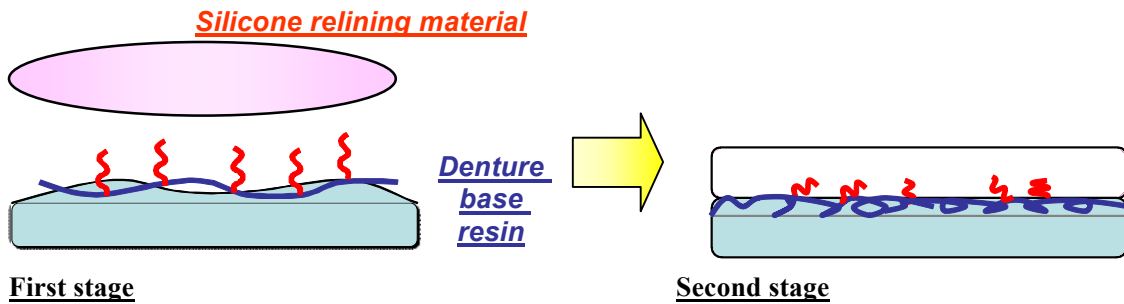 Silicone relining material
Denture
base
resin
First stage
Second stage